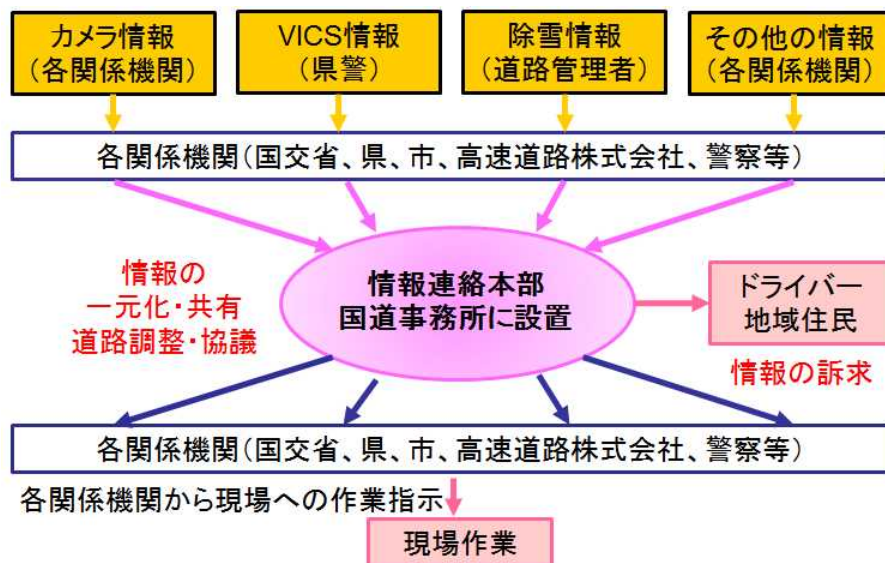 カメラ情報
（各関係機関）
VICS情報
（県警）
除雪情報
（道路管理者）
その他の情報
（各関係機関）
各関係機関（国交省、県、市、高速道路株式会社、警察等）
情報の
一元化・共有
道路調整・協議
情報連絡本部
国道事務所に設置
ドライバー
地域住民
情報の訴求
各関係機関（国交省、県、市、高速道路株式会社、警察等）
各関係機関から現場への作業指示
現場作業